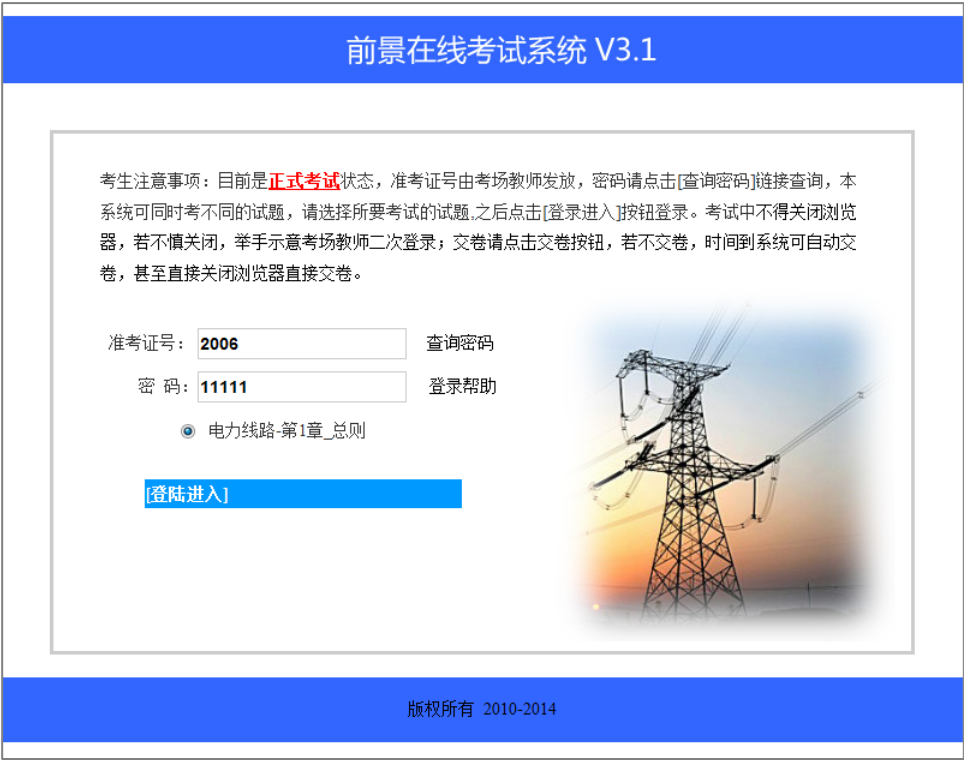 前景在线考试系统 V3.1
考生注意事项：目前是正式考试状态，准考证号由考场教师发放，密码请点击[查询密码]链接查询，本
系统可同时考不同的试题，请选择所要考试的试题,之后点击[登录进入]按钮登录。考试中不得关闭浏览
器，若不慎关闭，举手示意考场教师二次登录；交卷请点击交卷按钮，若不交卷，时间到系统可自动交
卷，甚至直接关闭浏览器直接交卷。
准考证号： 2006 查询密码
密 码： 11111 登录帮助
电力线路-第1章_总则
[登陆进入]
版权所有 2010-2014